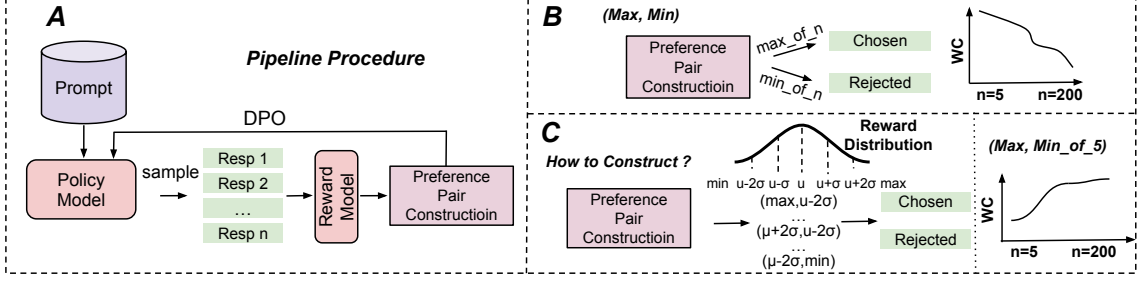 A
Pipeline Procedure
Prompt
DPO
Policy
Model
sample
Resp 1
Resp 2
...
Resp n
Reward
Model
Preference
Pair
Constructioin
B
(Max, Min)
Preference
Pair
Constructioin
max_of_n
min_of_n
Chosen
Rejected
WC
n=5 n=200
C
How to Construct ?
Preference
Pair
Constructioin
Reward
Distribution
min u-2σ u-σ u u+σ u+2σ max
(max,u-2σ)
...
(μ+2σ,u-2σ)
...
(μ-2σ,min)
Chosen
Rejected
(Max, Min_of_5)
WC
n=5 n=200